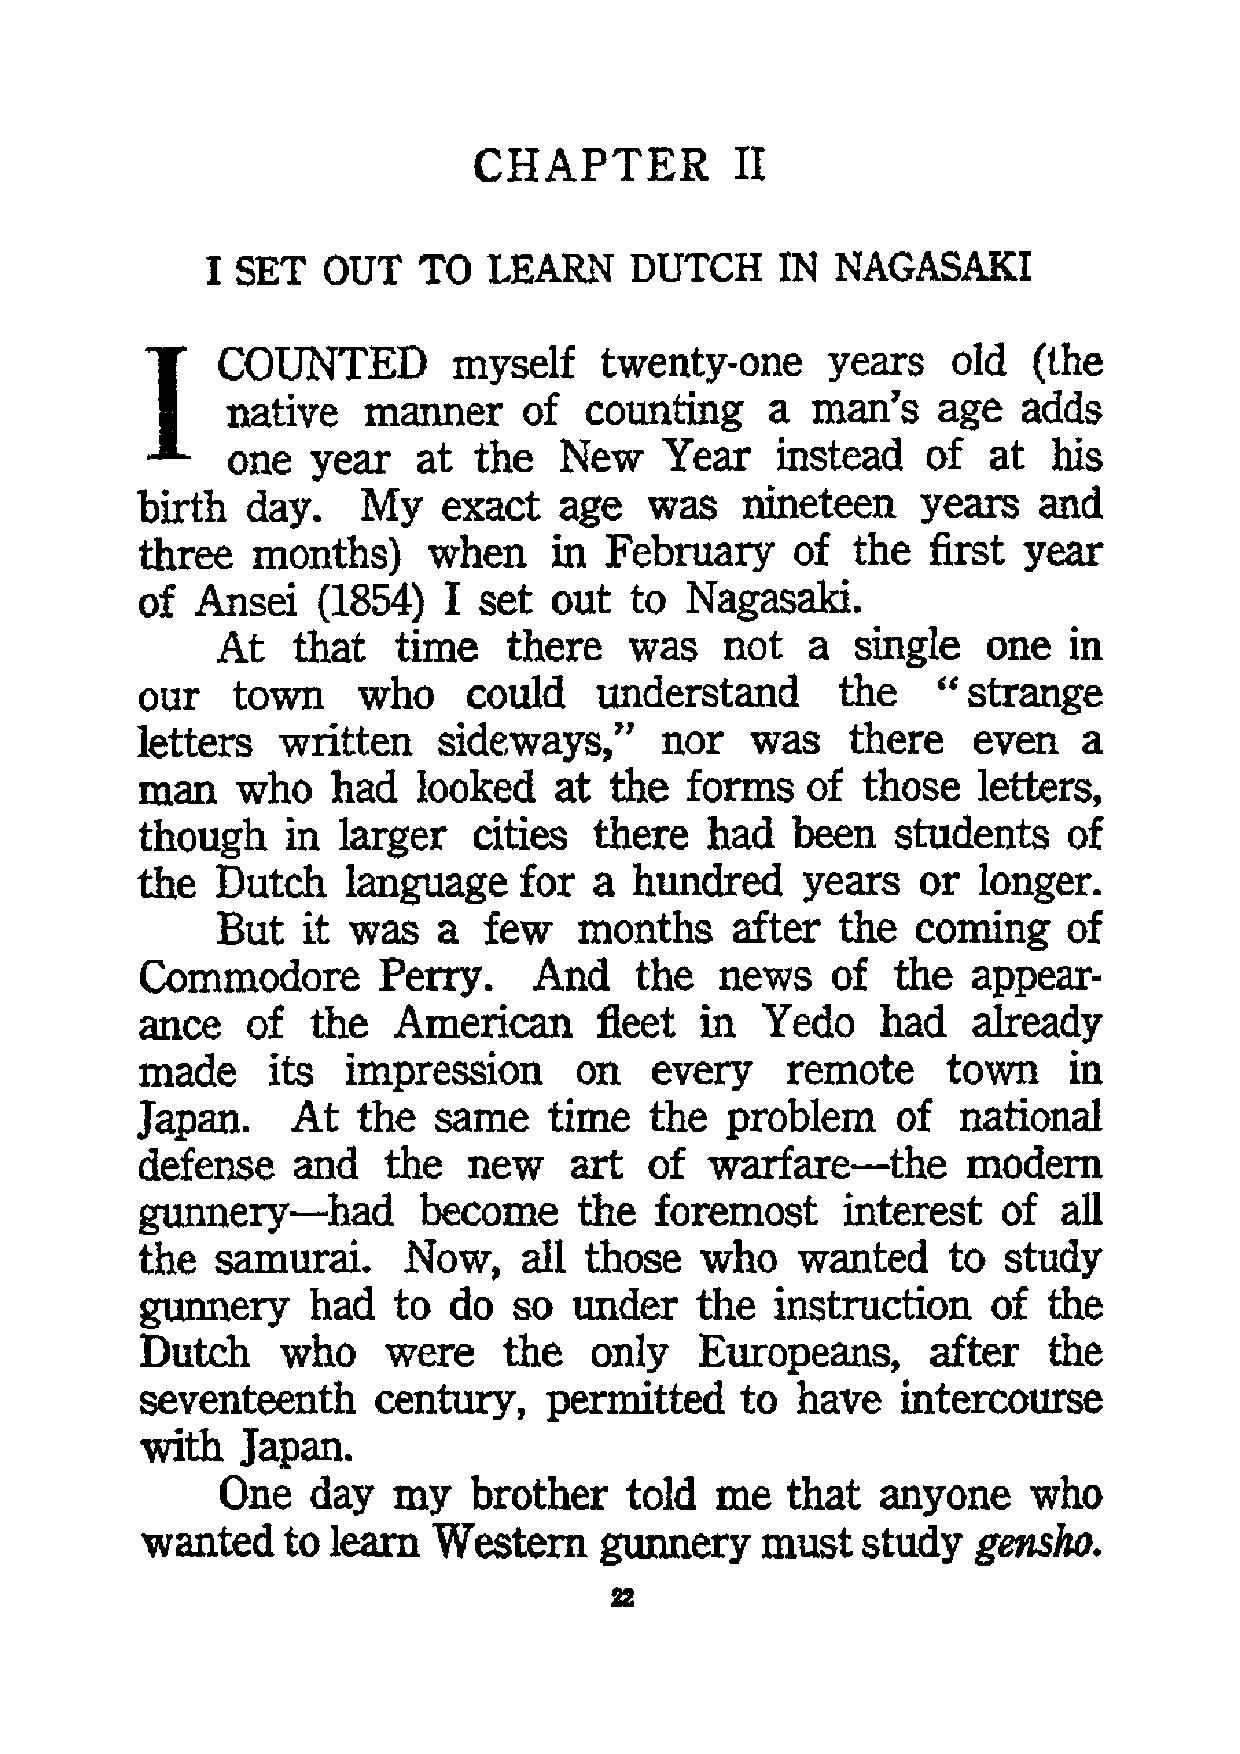 CHAPTER II
I SET OUT TO LEARN DUTCH IN NAGASAKI
I COUNTED myself twenty-one years old (the
native manner of counting a man's age adds
one year at the New Year instead of at his
birth day. My exact age was nineteen years and
three months) when in February of the first year
of Ansei (1854) I set out to Nagasaki.
At that time there was not a single one in
our town who could understand the “strange
letters written sideways,” nor was there even a
man who had looked at the forms of those letters,
though in larger cities there had been students of
the Dutch language for a hundred years or longer.
But it was a few months after the coming of
Commodore Perry. And the news of the appear-
ance of the American fleet in Yedo had already
made its impression on every remote town in
Japan. At the same time the problem of national
defense and the new art of warfare—the modern
gunnery—had become the foremost interest of all
the samurai. Now, all those who wanted to study
gunnery had to do so under the instruction of the
Dutch who were the only Europeans, after the
seventeenth century, permitted to have intercourse
with Japan.
One day my brother told me that anyone who
wanted to learn Western gunnery must study gensho.
22